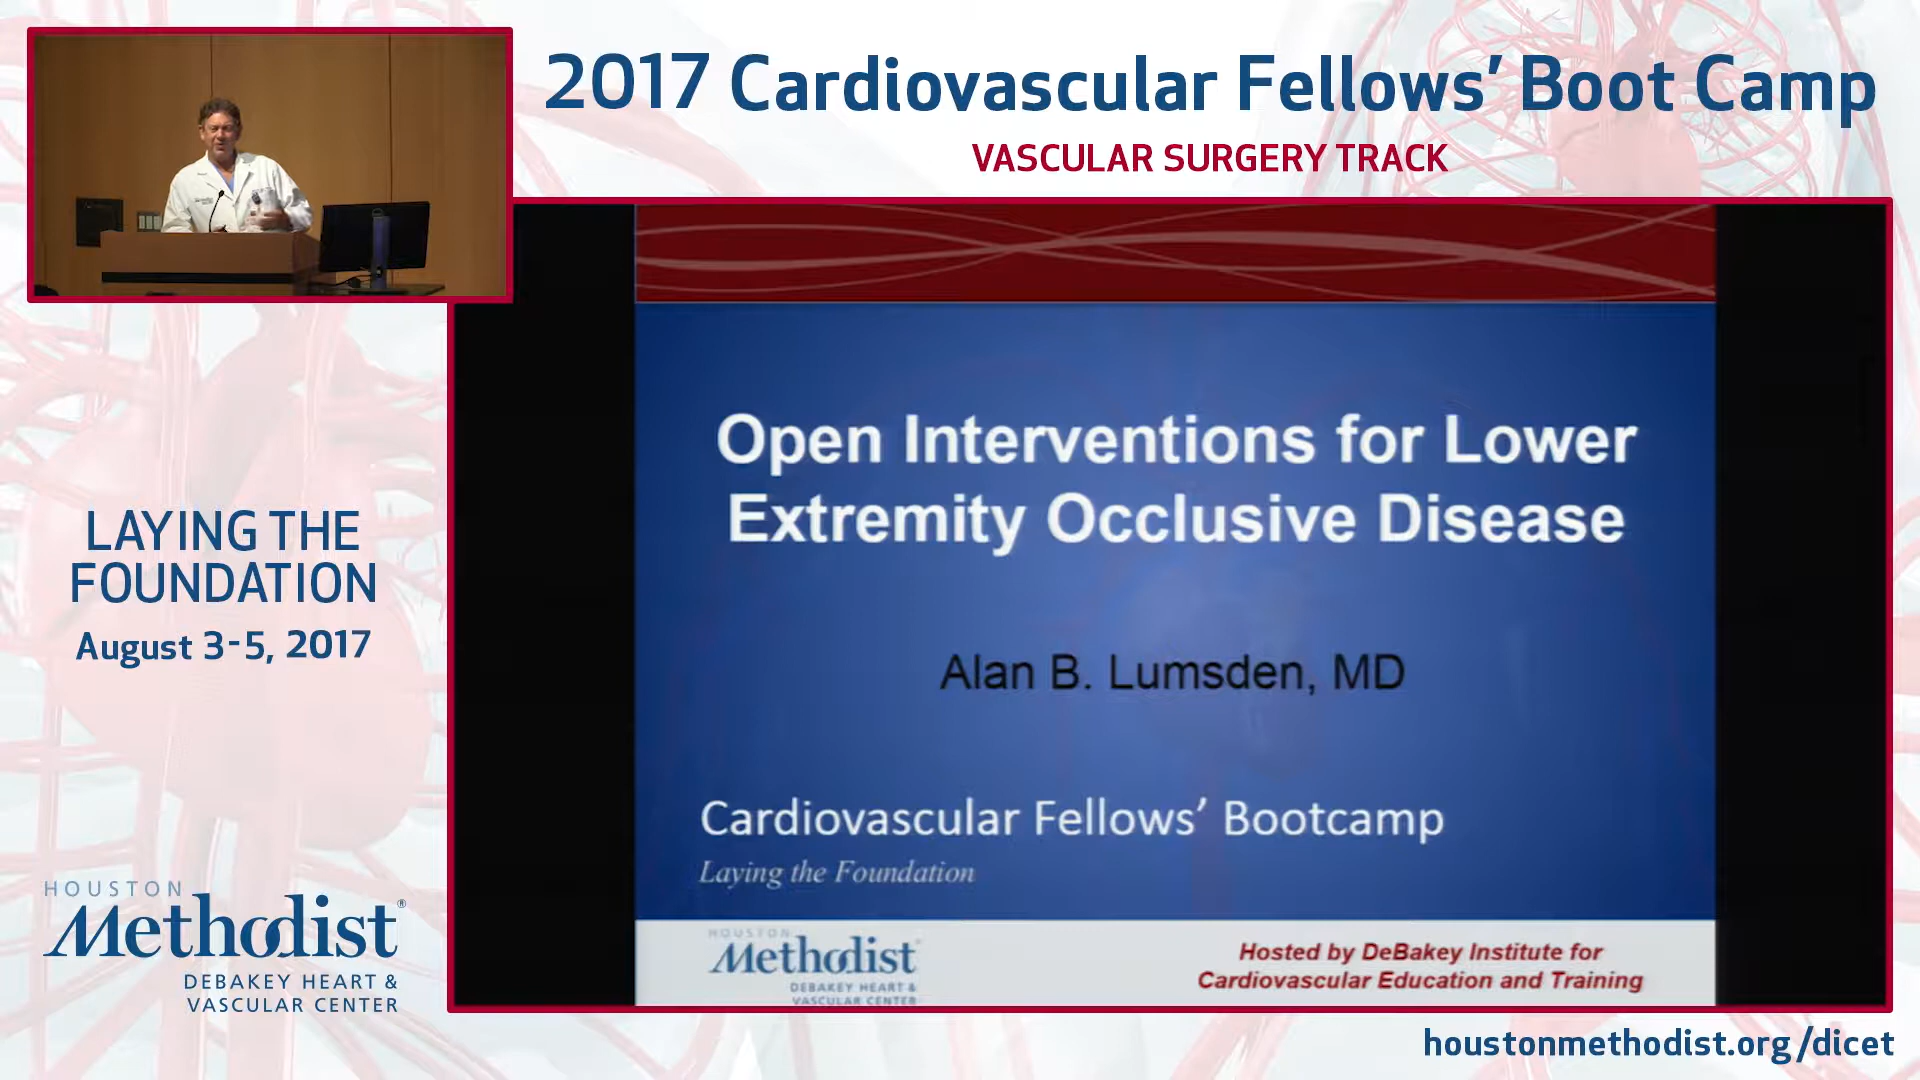 2017 Cardiovascular Fellows’ Boot Camp
VASCULAR SURGERY TRACK
Open Interventions for Lower
Extremity Occlusive Disease
Alan B. Lumsden, MD
Cardiovascular Fellows’ Bootcamp
Laying the Foundation
HOUSTON
Methodist
DEBAKEY HEART &
VASCULAR CENTER
Hosted by DeBakey Institute for
Cardiovascular Education and Training
LAYING THE
FOUNDATION
August 3-5, 2017
HOUSTON
Methodist®
DEBAKEY HEART &
VASCULAR CENTER
houstonmethodist.org/dicet